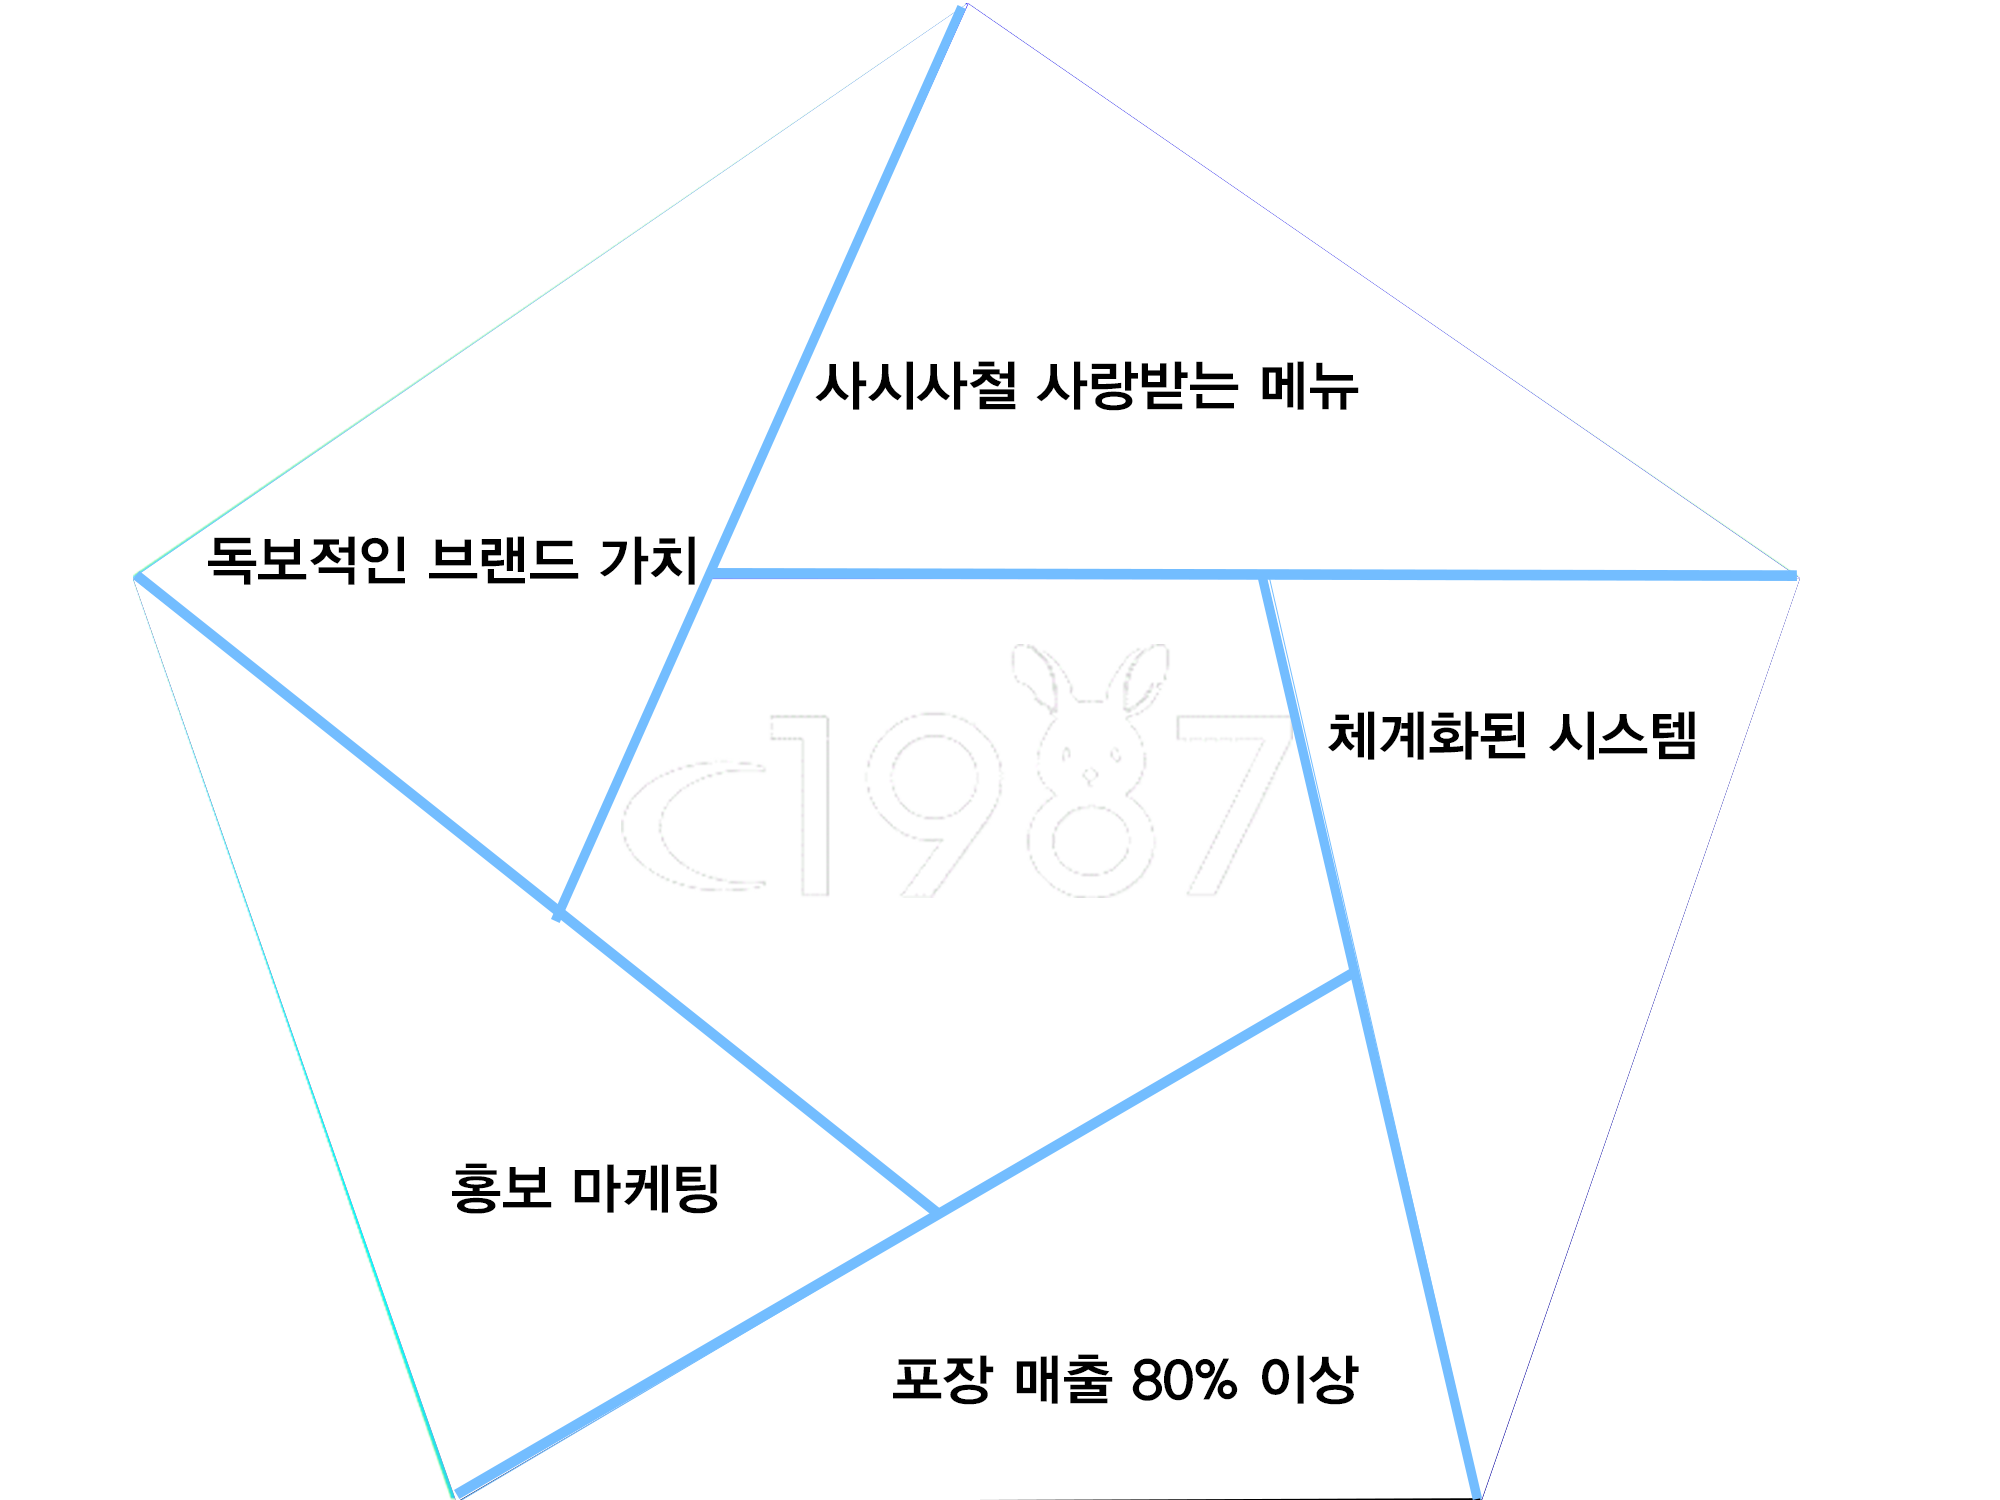 사시사철 사랑받는 메뉴
독보적인 브랜드 가치
체계화된 시스템
c1987
홍보 마케팅
포장 매출 80% 이상